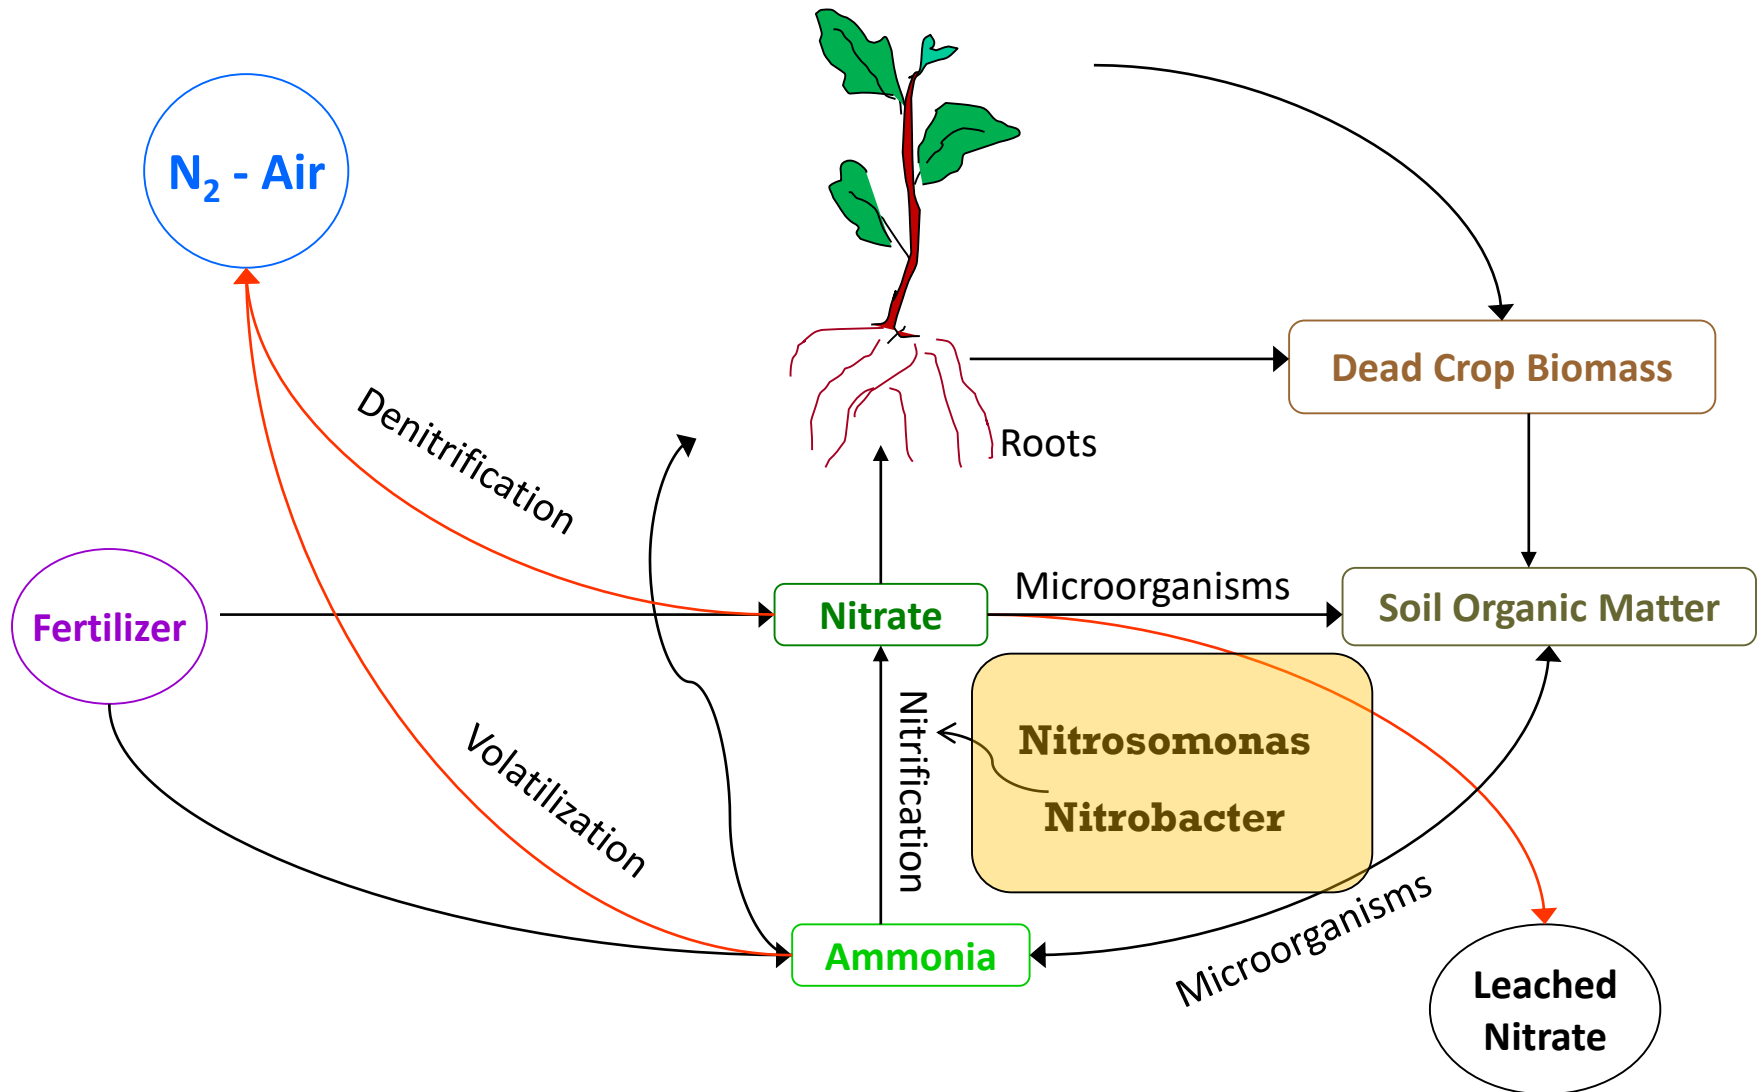 N₂ - Air
Denitrification
Roots
Dead Crop Biomass
Fertilizer
Nitrate
Microorganisms
Soil Organic Matter
Volatilization
Nitrification
Nitrosomonas
Nitrobacter
Ammonia
Microorganisms
Leached
Nitrate